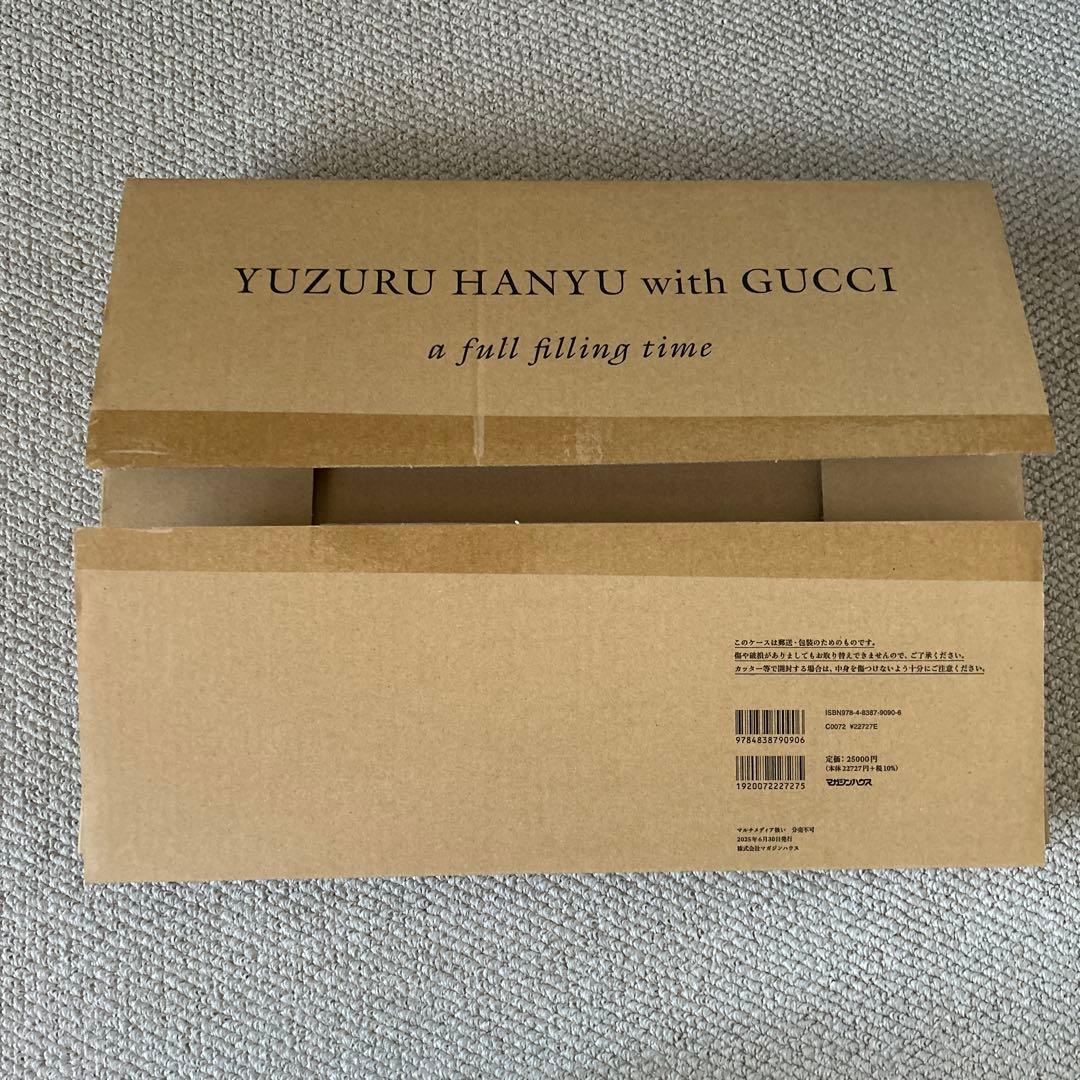 YUZURU HANYU with GUCCI
a full filling time
このケースは郵送・包装のためのものです。
傷や破損がありましてもお取り替えできませんので、ご了承ください。
カッター等で開封する場合は、中身を傷つけないよう十分にご注意ください。
ISBN978-4-8387-9090-6
C0072 ¥22727E
9784838790906
定価：25000円
（本体22727円＋税10%）
マガジンハウス
1920072227275
マルチメディア扱い 分売不可
2025年6月30日発行
株式会社マガジンハウス